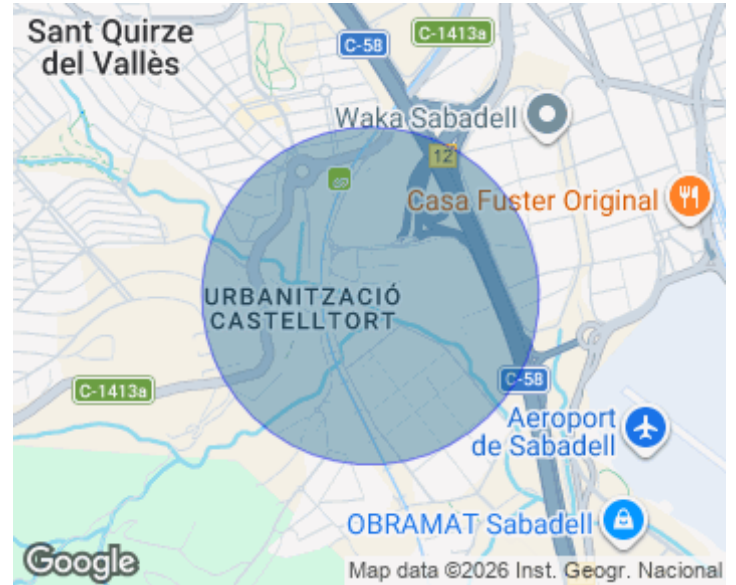 Sant Quirze
del Vallès
C-58
C-1413a
Waka Sabadell
12
Casa Fuster Original
URBANITZACIÓ
CASTELLTORT
C-1413a
C-58
Aeroport
de Sabadell
OBRAMAT Sabadell
Google
Map data ©2026 Inst. Geogr. Nacional